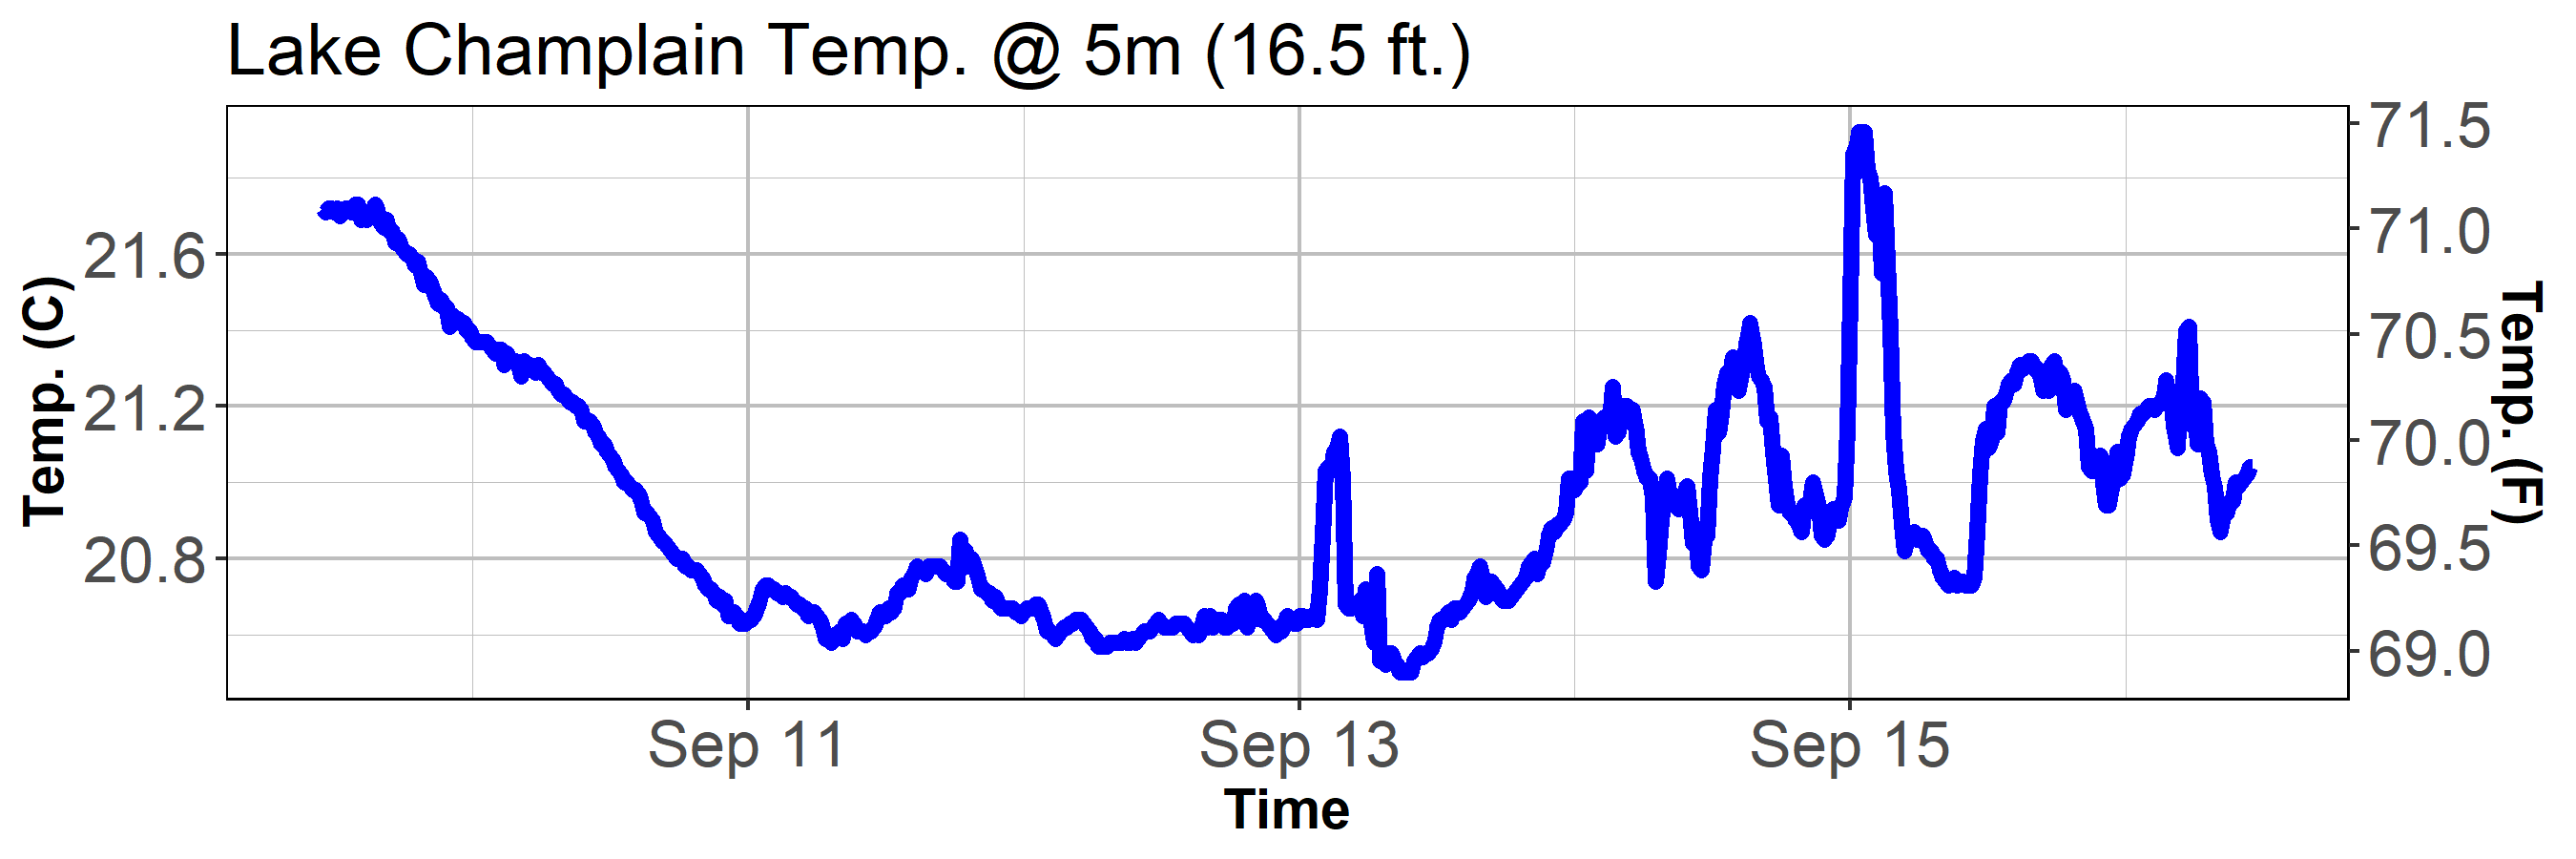 Lake Champlain Temp. @ 5m (16.5 ft.)
Temp. (C)
21.6
21.2
20.8
71.5
71.0
70.5
70.0
69.5
69.0
Temp. (F)
Sep 11
Sep 13
Sep 15
Time